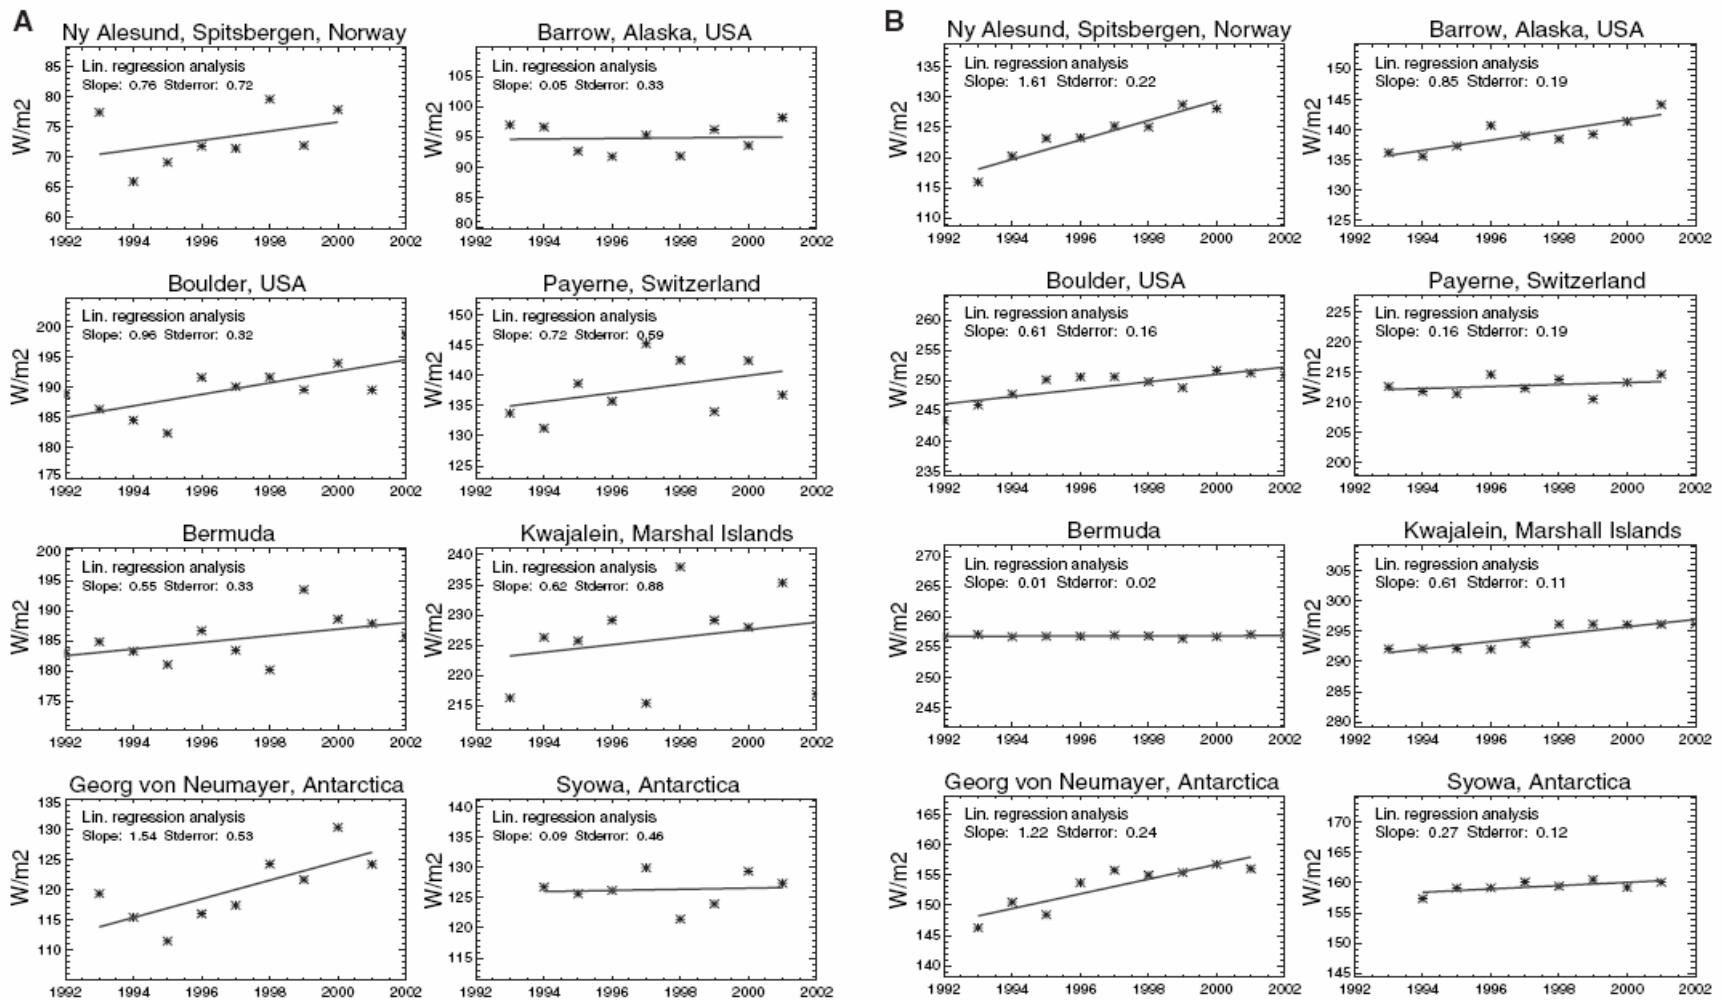 A
Ny Alesund, Spitsbergen, Norway
Lin. regression analysis
Slope: 0.76 Stderror: 0.72
W/m2
85
80
75
70
65
60
1992 1994 1996 1998 2000 2002
Barrow, Alaska, USA
Lin. regression analysis
Slope: 0.05 Stderror: 0.33
W/m2
105
100
95
90
85
80
1992 1994 1996 1998 2000 2002
Boulder, USA
Lin. regression analysis
Slope: 0.96 Stderror: 0.32
W/m2
200
195
190
185
180
175
1992 1994 1996 1998 2000 2002
Payerne, Switzerland
Lin. regression analysis
Slope: 0.72 Stderror: 0.59
W/m2
150
145
140
135
130
125
1992 1994 1996 1998 2000 2002
Bermuda
Lin. regression analysis
Slope: 0.55 Stderror: 0.33
W/m2
200
195
190
185
180
175
1992 1994 1996 1998 2000 2002
Kwajalein, Marshal Islands
Lin. regression analysis
Slope: 0.62 Stderror: 0.88
W/m2
240
235
230
225
220
215
1992 1994 1996 1998 2000 2002
Georg von Neumayer, Antarctica
Lin. regression analysis
Slope: 1.54 Stderror: 0.53
W/m2
135
130
125
120
115
110
1992 1994 1996 1998 2000 2002
Syowa, Antarctica
Lin. regression analysis
Slope: 0.09 Stderror: 0.46
W/m2
140
135
130
125
120
115
1992 1994 1996 1998 2000 2002
B
Ny Alesund, Spitsbergen, Norway
Lin. regression analysis
Slope: 1.61 Stderror: 0.22
W/m2
135
130
125
120
115
110
1992 1994 1996 1998 2000 2002
Barrow, Alaska, USA
Lin. regression analysis
Slope: 0.85 Stderror: 0.19
W/m2
150
145
140
135
130
125
1992 1994 1996 1998 2000 2002
Boulder, USA
Lin. regression analysis
Slope: 0.61 Stderror: 0.16
W/m2
260
255
250
245
240
235
1992 1994 1996 1998 2000 2002
Payerne, Switzerland
Lin. regression analysis
Slope: 0.16 Stderror: 0.19
W/m2
225
220
215
210
205
200
1992 1994 1996 1998 2000 2002
Bermuda
Lin. regression analysis
Slope: 0.01 Stderror: 0.02
W/m2
270
265
260
255
250
245
1992 1994 1996 1998 2000 2002
Kwajalein, Marshall Islands
Lin. regression analysis
Slope: 0.61 Stderror: 0.11
W/m2
305
300
295
290
285
280
1992 1994 1996 1998 2000 2002
Georg von Neumayer, Antarctica
Lin. regression analysis
Slope: 1.22 Stderror: 0.24
W/m2
165
160
155
150
145
140
1992 1994 1996 1998 2000 2002
Syowa, Antarctica
Lin. regression analysis
Slope: 0.27 Stderror: 0.12
W/m2
170
165
160
155
150
145
1992 1994 1996 1998 2000 2002